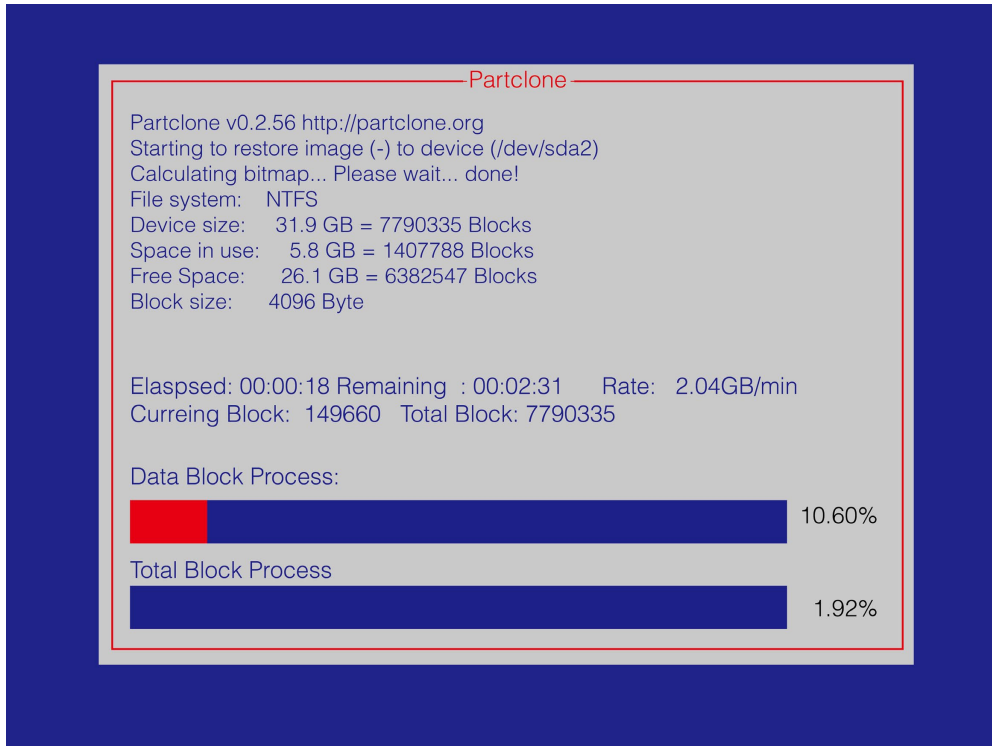 Partclone
Partclone v0.2.56 http://partclone.org
Starting to restore image (-) to device (/dev/sda2)
Calculating bitmap... Please wait... done!
File system: NTFS
Device size: 31.9 GB = 7790335 Blocks
Space in use: 5.8 GB = 1407788 Blocks
Free Space: 26.1 GB = 6382547 Blocks
Block size: 4096 Byte
Elaspsed: 00:00:18 Remaining : 00:02:31 Rate: 2.04GB/min
Curreing Block: 149660 Total Block: 7790335
Data Block Process:
10.60%
Total Block Process
1.92%